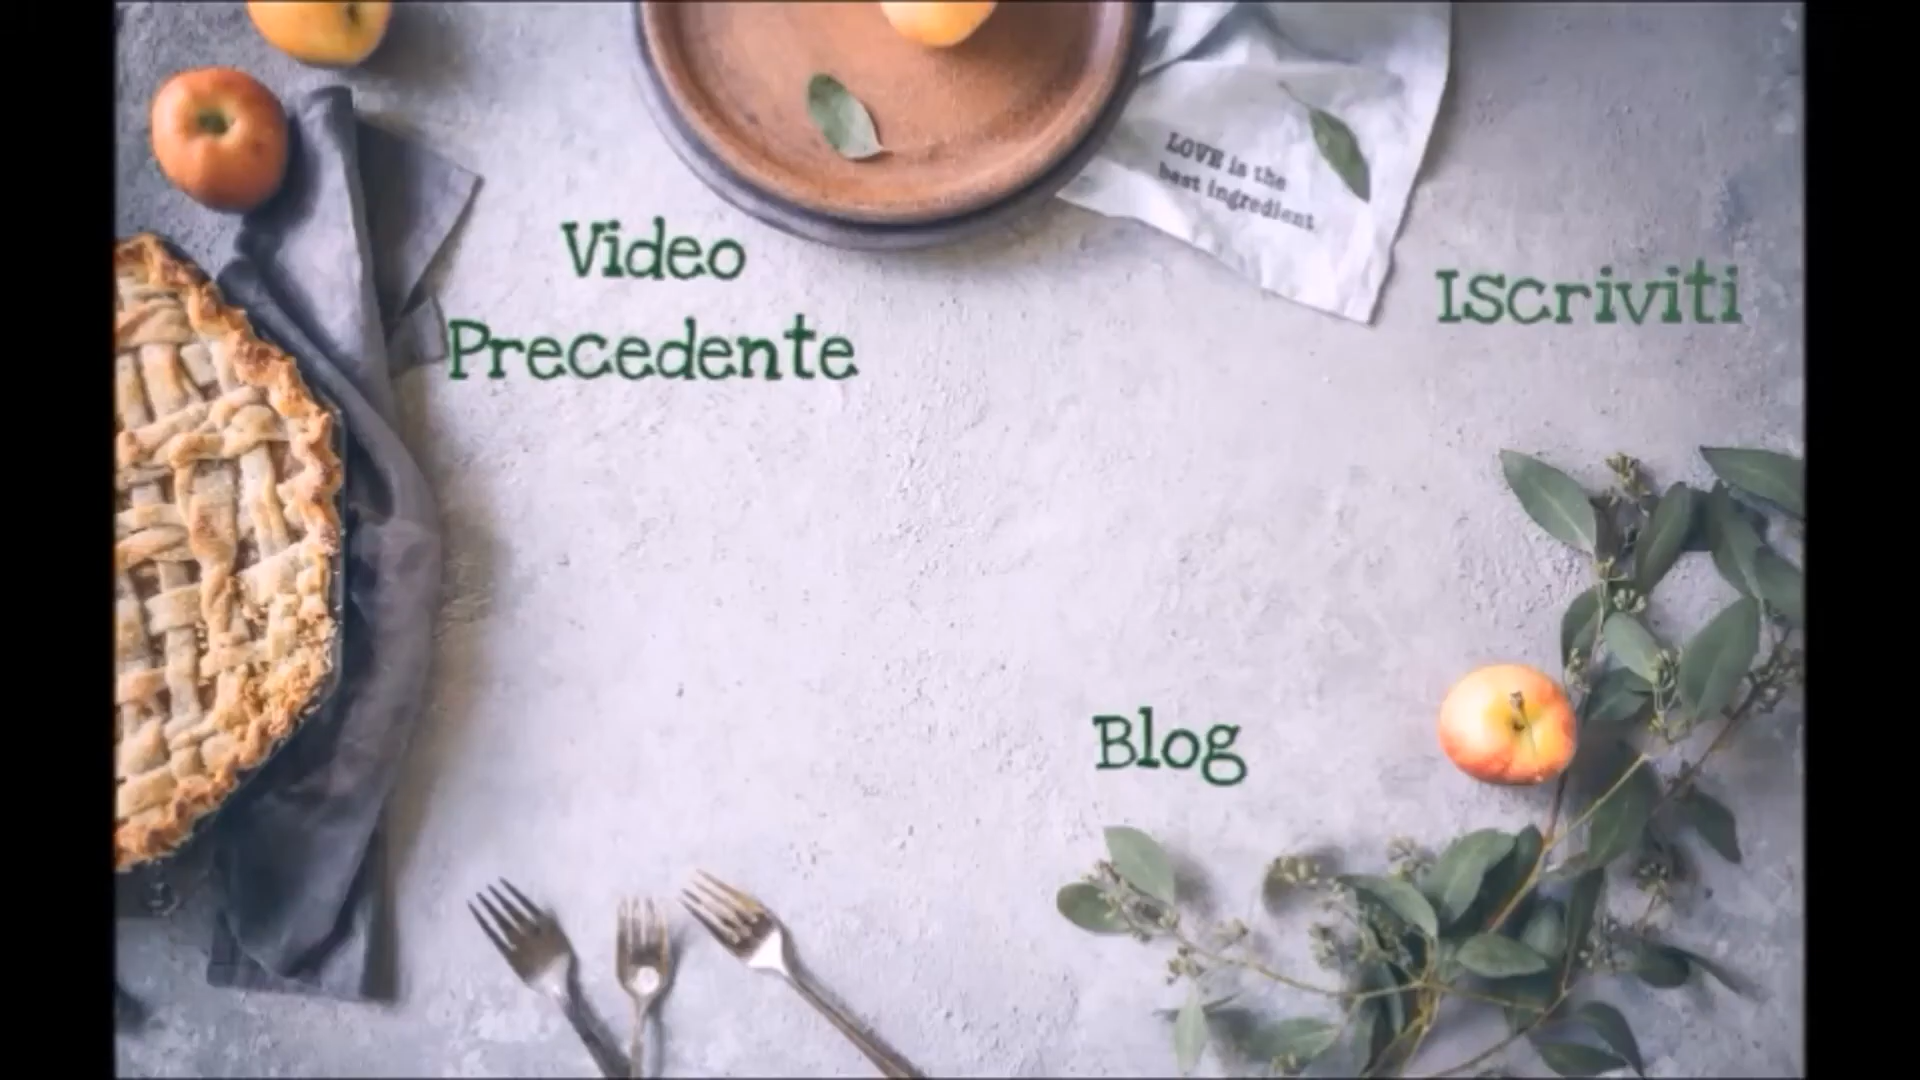 LOVE is the
best ingredient
Video
Precedente
Iscriviti
Blog